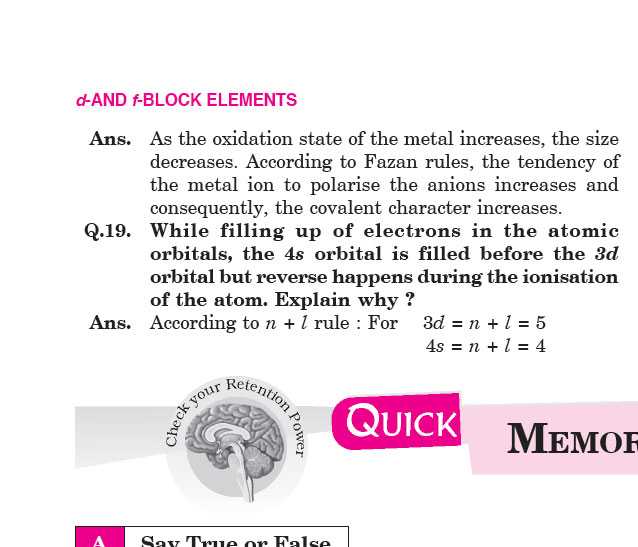 d-AND f-BLOCK ELEMENTS
Ans. As the oxidation state of the metal increases, the size
decreases. According to Fazan rules, the tendency of
the metal ion to polarise the anions increases and
consequently, the covalent character increases.
Q.19. While filling up of electrons in the atomic
orbitals, the 4s orbital is filled before the 3d
orbital but reverse happens during the ionisation
of the atom. Explain why ?
Ans. According to n + l rule : For 3d = n + l = 5
4s = n + l = 4
Check your Retention Power
QUICK
MEMOR
A Say True or False